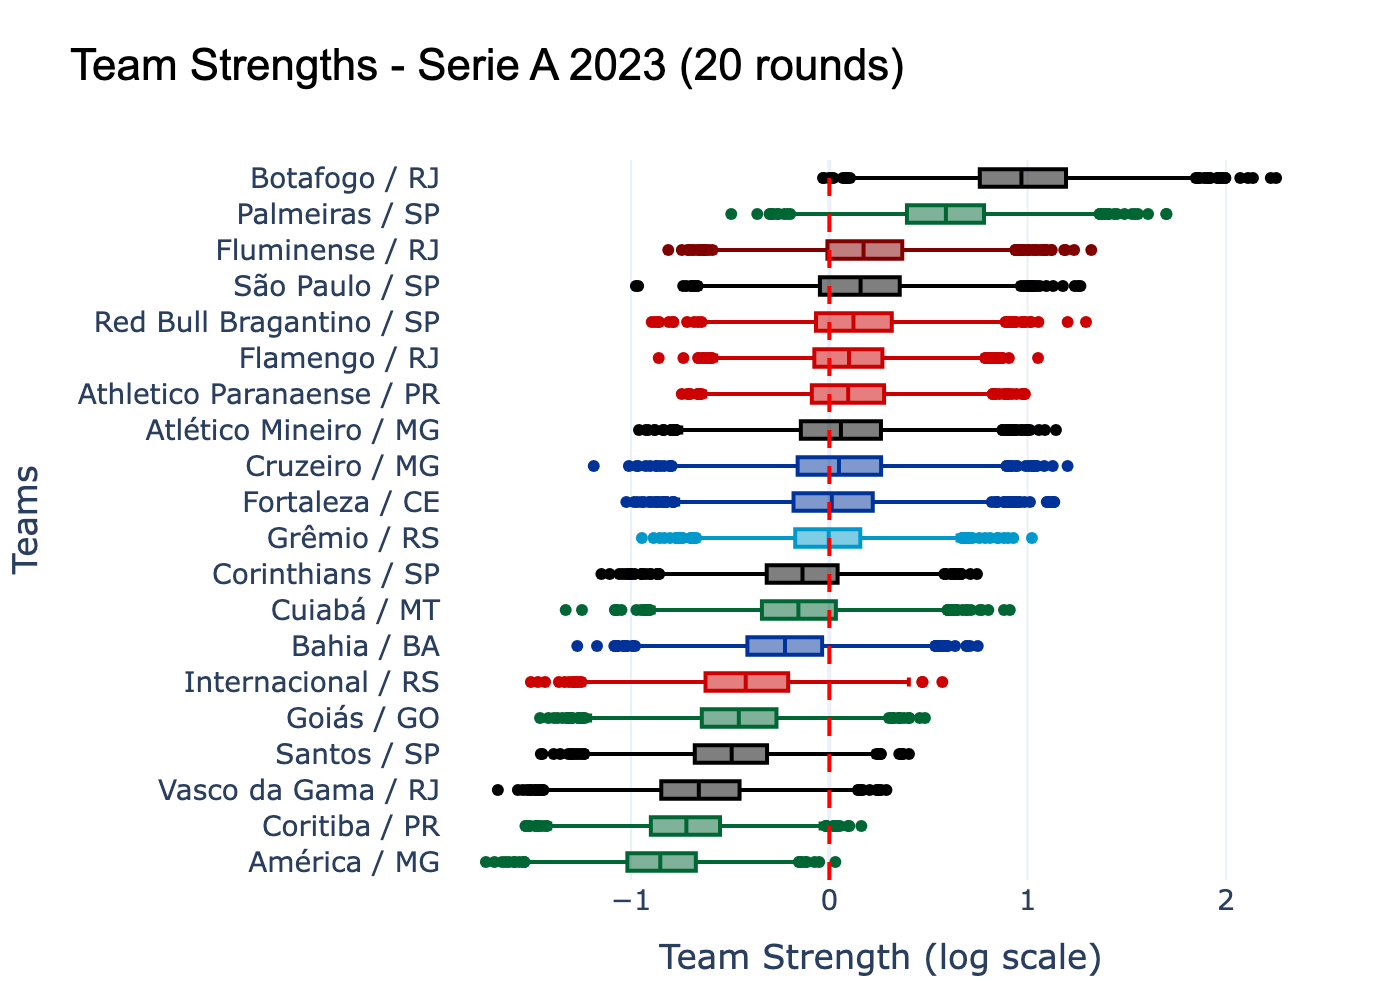 Team Strengths - Serie A 2023 (20 rounds)
Botafogo / RJ
Palmeiras / SP
Fluminense / RJ
São Paulo / SP
Red Bull Bragantino / SP
Flamengo / RJ
Athletico Paranaense / PR
Atlético Mineiro / MG
Cruzeiro / MG
Fortaleza / CE
Grêmio / RS
Corinthians / SP
Cuiabá / MT
Bahia / BA
Internacional / RS
Goiás / GO
Santos / SP
Vasco da Gama / RJ
Coritiba / PR
América / MG
Teams
−1 0 1 2
Team Strength (log scale)